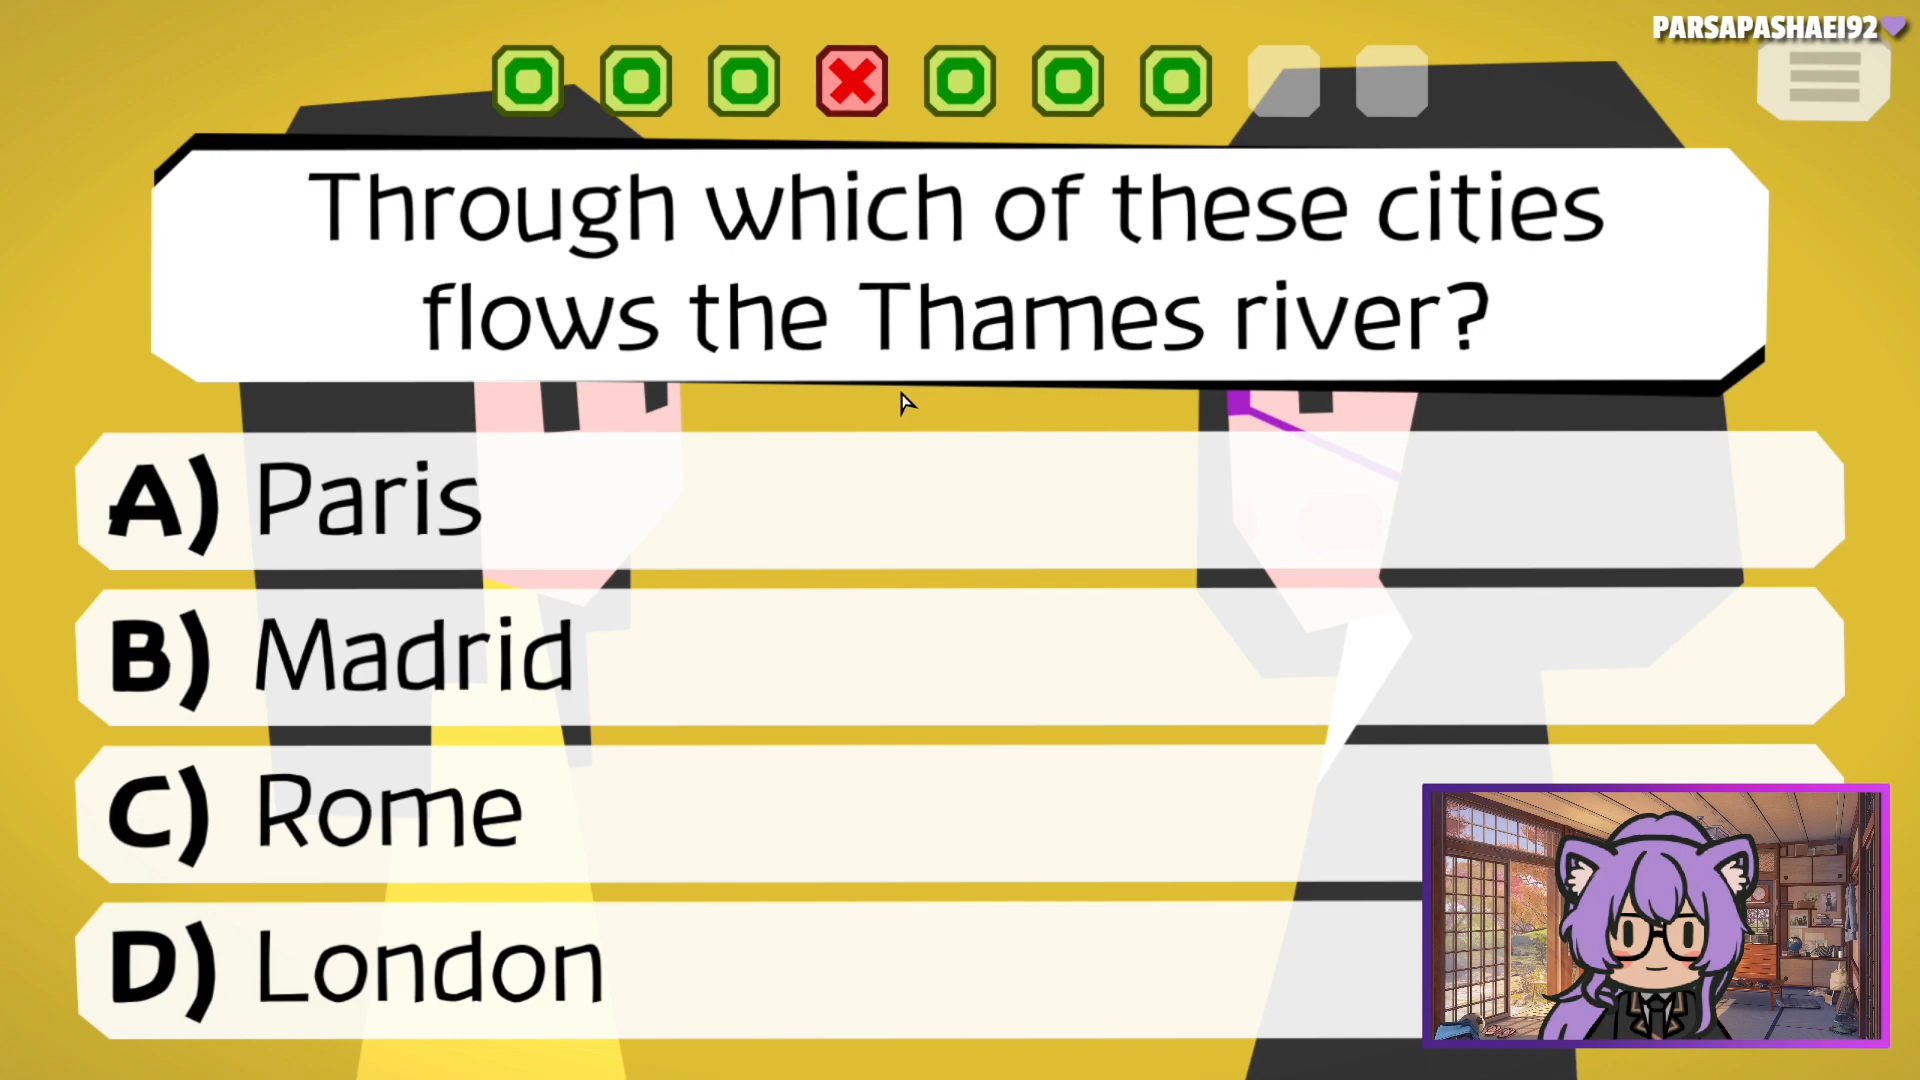 PARSAPASHAEI92
Through which of these cities
flows the Thames river?
A) Paris
B) Madrid
C) Rome
D) London